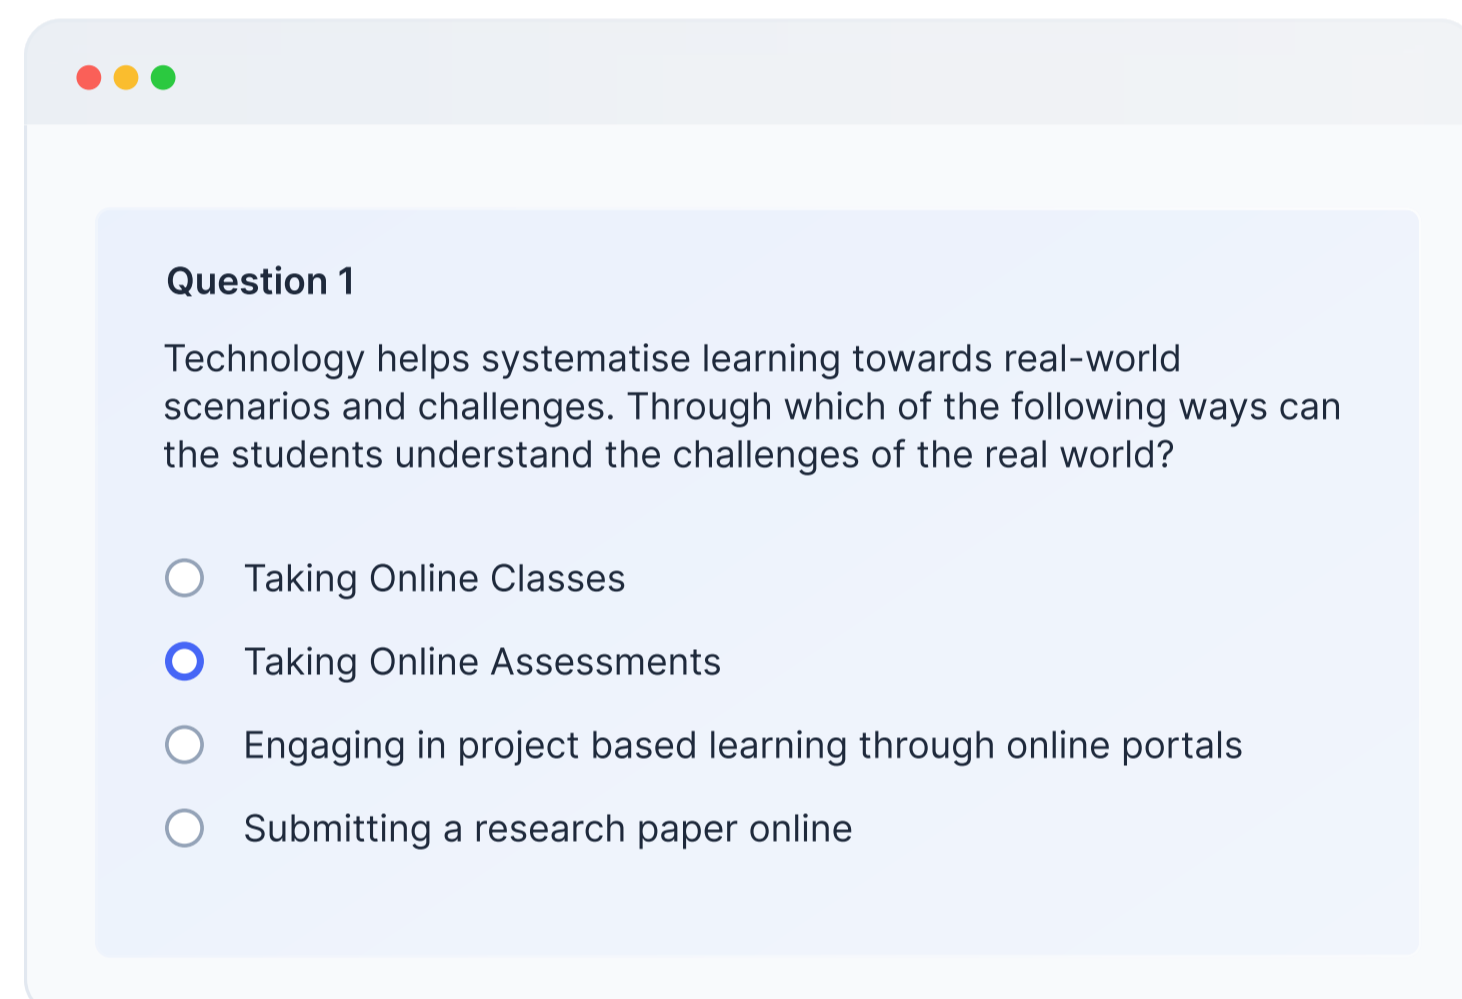 Question 1
Technology helps systematise learning towards real-world
scenarios and challenges. Through which of the following ways can
the students understand the challenges of the real world?
Taking Online Classes
Taking Online Assessments
Engaging in project based learning through online portals
Submitting a research paper online